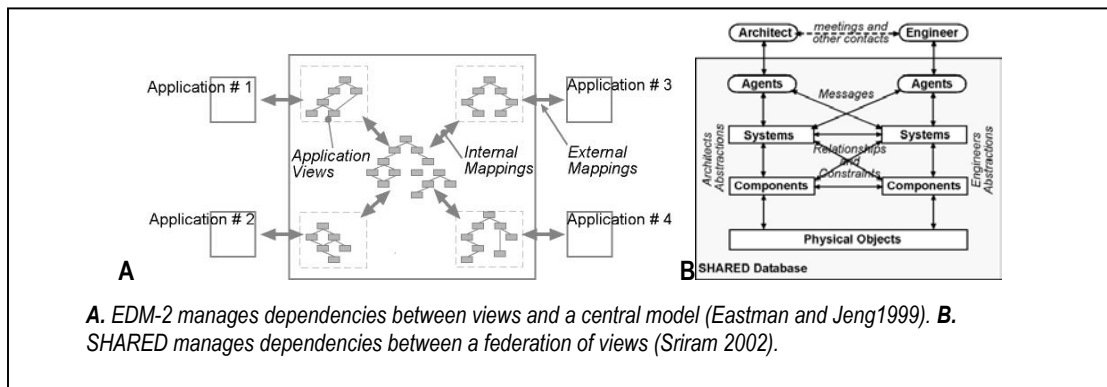 Application # 1
Application # 3
Application
Views
Internal
Mappings
External
Mappings
Application # 2
Application # 4
A
Architect
meetings and
other contacts
Engineer
Agents
Messages
Agents
Architects
Abstractions
Systems
Systems
Relationships
and
Constraints
Engineers
Abstractions
Components
Components
Physical Objects
B
SHARED Database
A. EDM-2 manages dependencies between views and a central model (Eastman and Jeng1999). B.
SHARED manages dependencies between a federation of views (Sriram 2002).